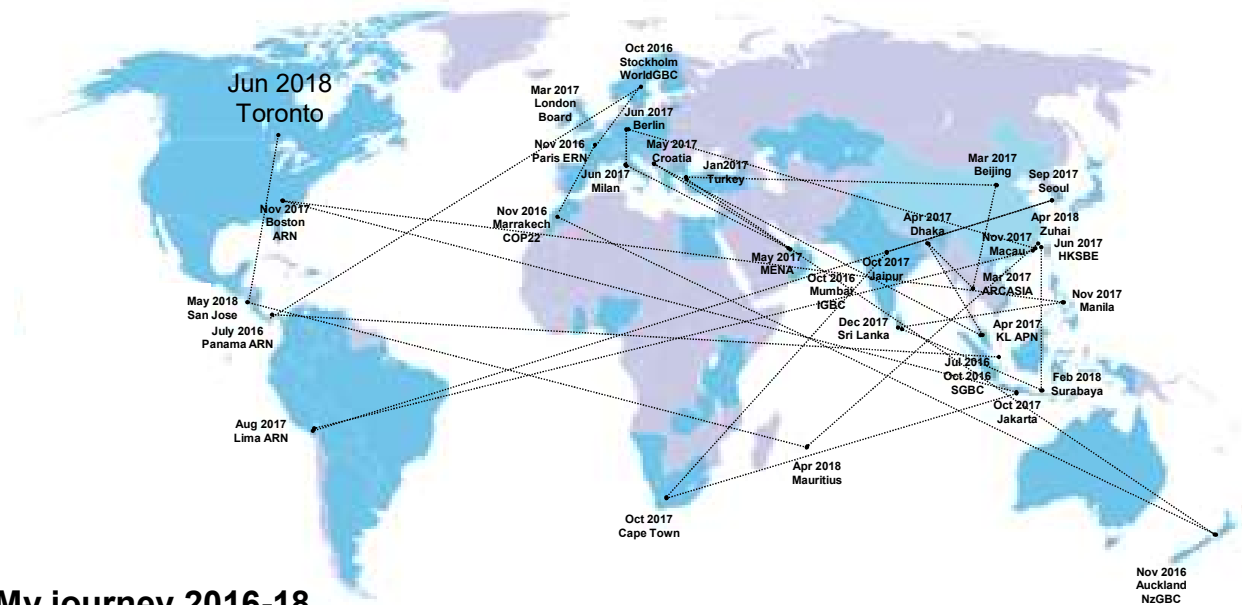 Oct 2016
Stockholm
WorldGBC
Jun 2018
Toronto
Mar 2017
London
Board
Jun 2017
Berlin
Nov 2016
Paris ERN
May 2017
Croatia
Jun 2017
Milan
Jan2017
Turkey
Mar 2017
Beijing
Sep 2017
Seoul
Nov 2017
Boston
ARN
Nov 2016
Marrakech
COP22
Apr 2017
Dhaka
Apr 2018
Zuhai
Nov 2017
Macau
Jun 2017
HKSBE
May 2017
MENA
Oct 2017
Jaipur
Oct 2016
Mumbai
IGBC
Mar 2017
ARCASIA
Nov 2017
Manila
May 2018
San Jose
July 2016
Panama ARN
Dec 2017
Sri Lanka
Apr 2017
KL APN
Jul 2016
Oct 2016
SGBC
Feb 2018
Surabaya
Oct 2017
Jakarta
Aug 2017
Lima ARN
Apr 2018
Mauritius
Oct 2017
Cape Town
Nov 2016
Auckland
NzGBC
My journey 2016-18